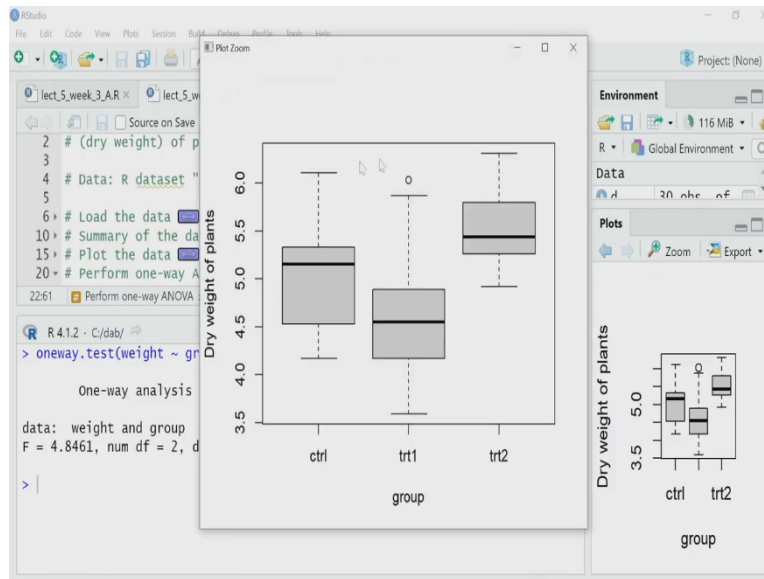 RStudio
File Edit Code View Plots Session Build Debug Profile Tools Help
Project: (None)
lect_5_week_3_A.R
lect_5_w
Source on Save
2 # (dry weight) of p
3
4 # Data: R dataset "
5
6 # Load the data
10 # Summary of the da
15 # Plot the data
20 # Perform one-way A
22:61 Perform one-way ANOVA
R 4.1.2 · C:/dab/
> oneway.test(weight ~ gr
One-way analysis
data: weight and group
F = 4.8461, num df = 2, d
>
Plot Zoom
Dry weight of plants
6.0
5.5
5.0
4.5
4.0
3.5
ctrl trt1 trt2
group
Environment
116 MiB
R Global Environment
Data
d 30 obs. of
Plots
Zoom Export
Dry weight of plants
5.0
3.5
ctrl trt2
group